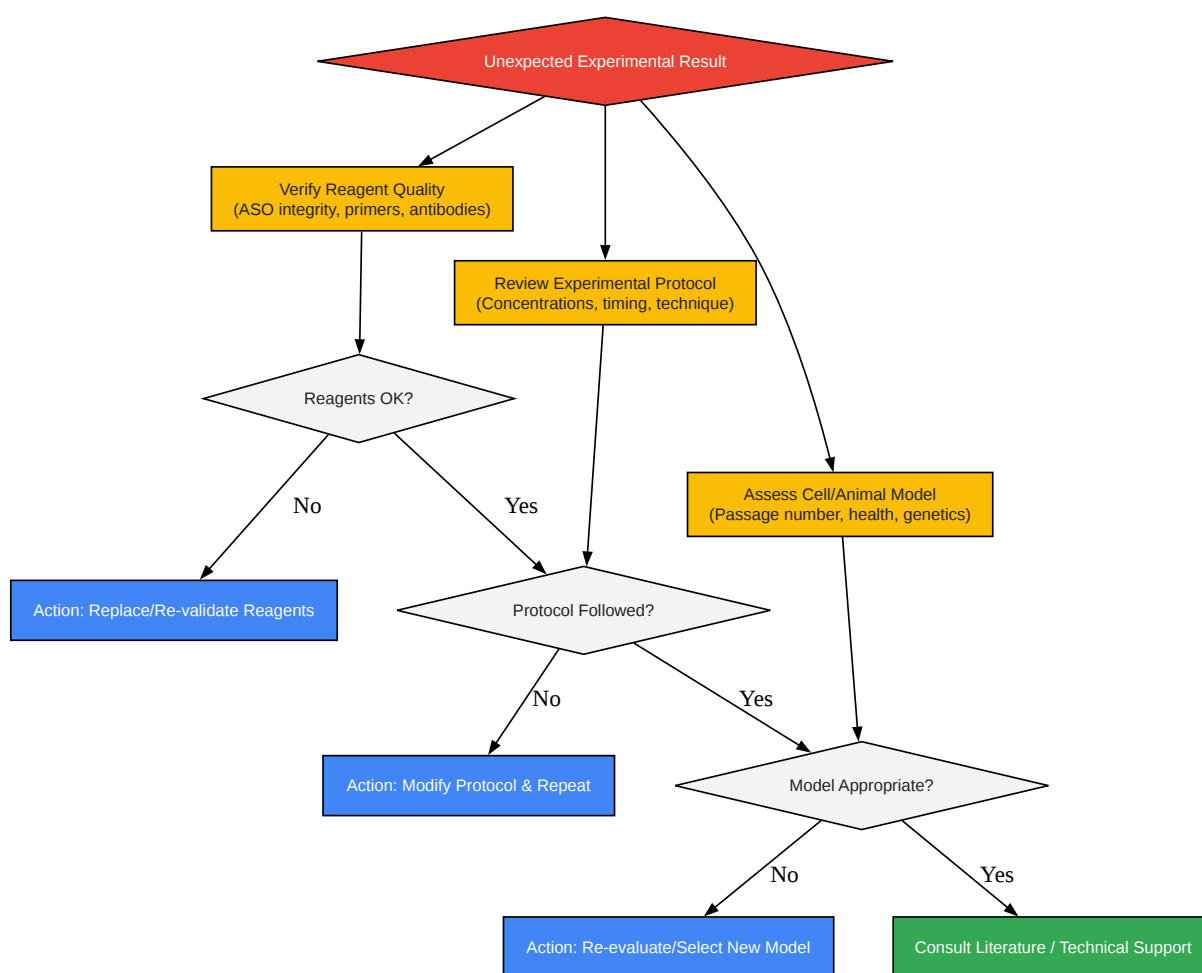 Unexpected Experimental Result
Verify Reagent Quality
(ASO integrity, primers, antibodies)
Review Experimental Protocol
(Concentrations, timing, technique)
Reagents OK?
Assess Cell/Animal Model
(Passage number, health, genetics)
No
Yes
Action: Replace/Re-validate Reagents
Protocol Followed?
No
Yes
Action: Modify Protocol & Repeat
Model Appropriate?
No
Yes
Action: Re-evaluate/Select New Model
Consult Literature / Technical Support